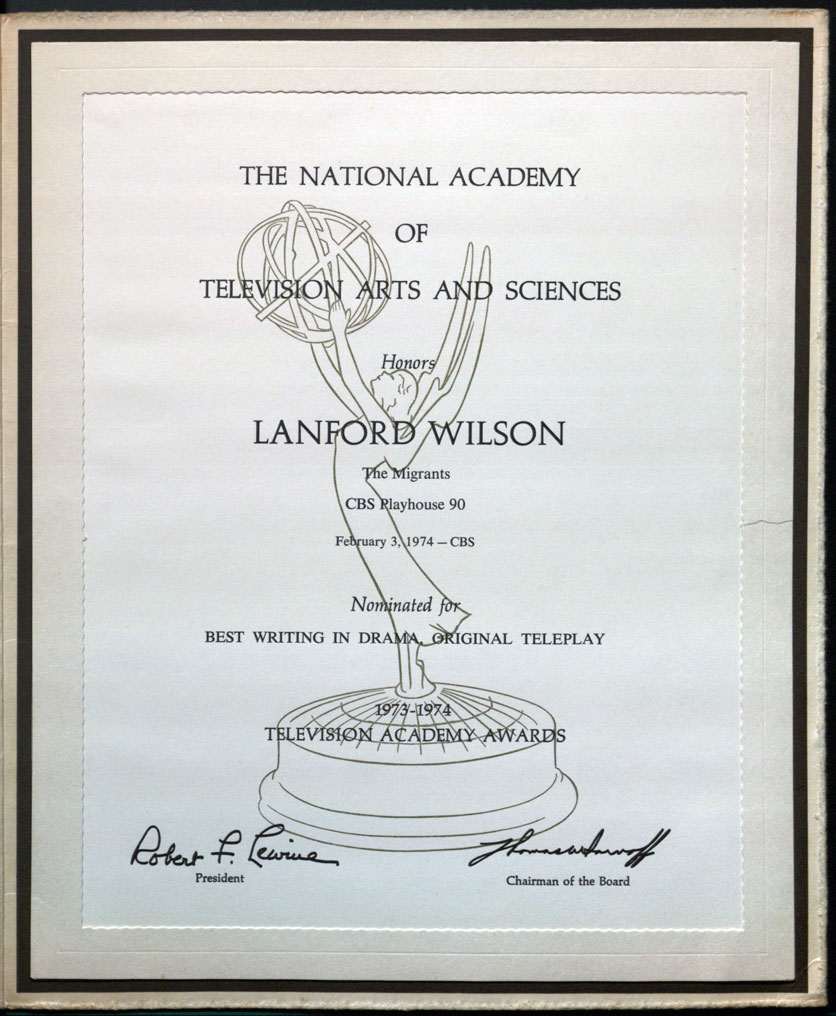 THE NATIONAL ACADEMY
OF
TELEVISION ARTS AND SCIENCES
Honors
LANFORD WILSON
The Migrants
CBS Playhouse 90
February 3, 1974 — CBS
Nominated for
BEST WRITING IN DRAMA, ORIGINAL TELEPLAY
1973-1974
TELEVISION ACADEMY AWARDS
Robert F. Lewine
President
Chairman of the Board